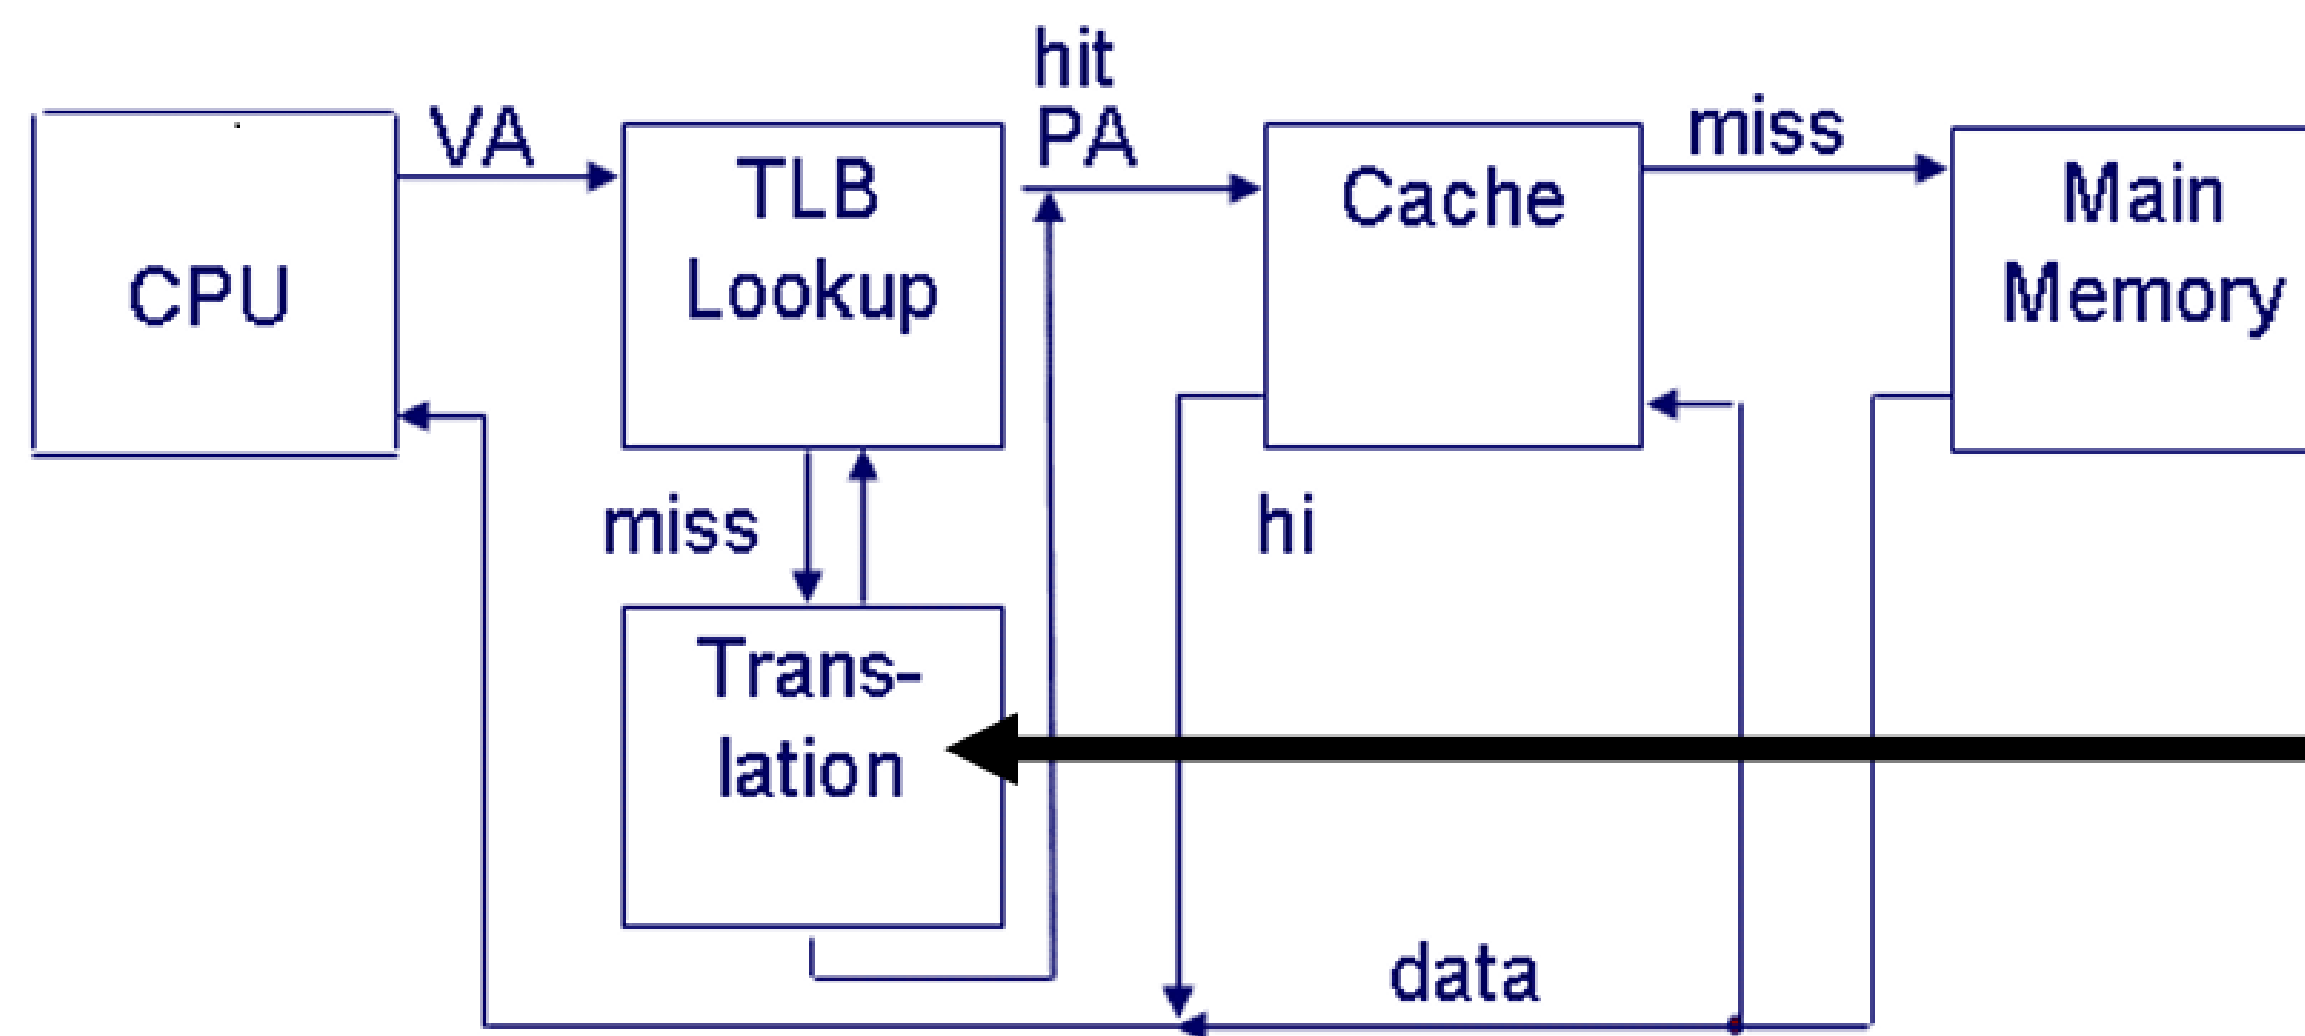 hit
VA
PA
miss
CPU
TLB
Lookup
Cache
Main
Memory
miss
hi
Trans-
lation
data